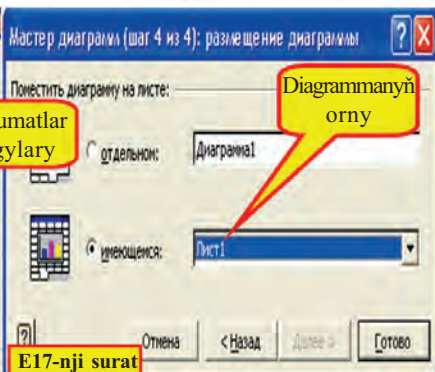 Мастер диаграмм (шаг 4 из 4): размещение диаграммы
Поместить диаграмму на листе:
Diagrammanyň
orny
umatlar
gylary
отдельном:
Диаграмма1
имеющемся:
Лист1
Отмена
< Назад
Далее >
Готово
E17-nji surat